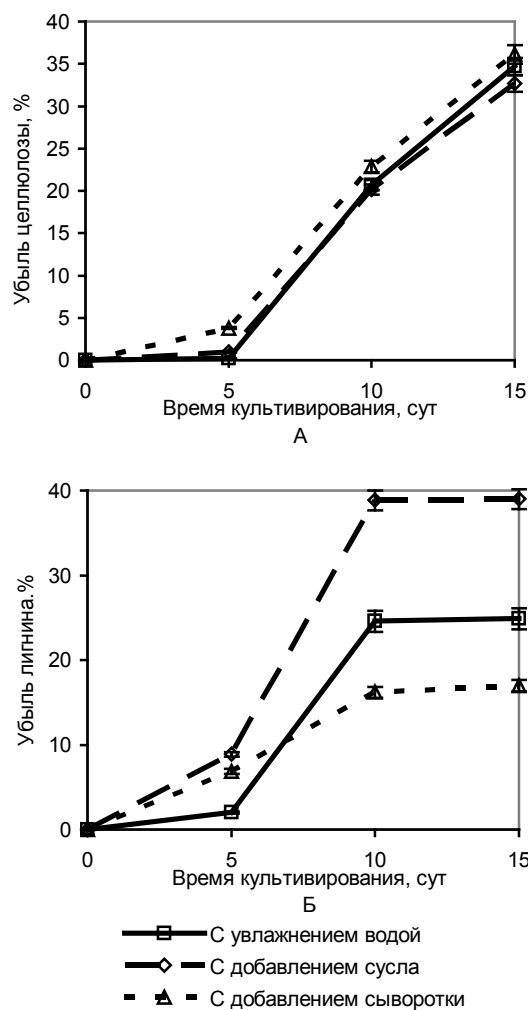 Убыль целлюлозы, %
40
35
30
25
20
15
10
5
0
0 5 10 15
Время культивирования, сут
А
Убыль лигнина.%
40
30
20
10
0
0 5 10 15
Время культивирования, сут
Б
С увлажнением водой
С добавлением сусла
С добавлением сыворотки